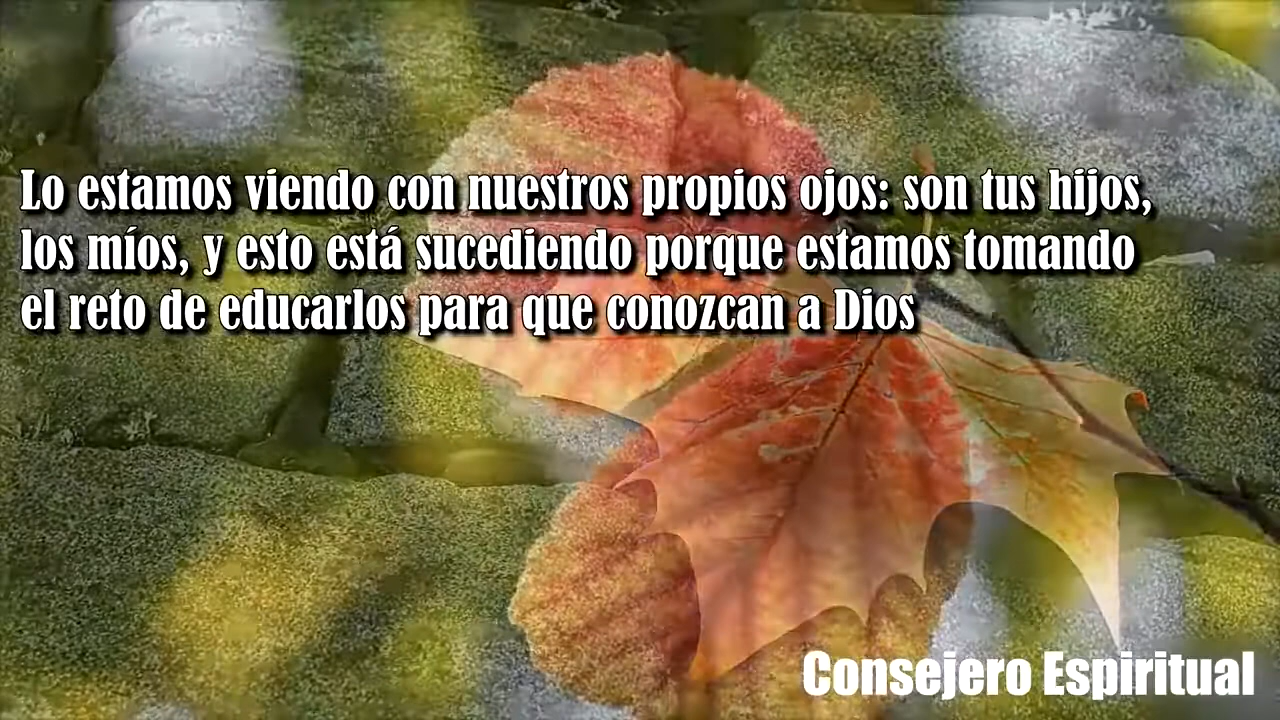 Lo estamos viendo con nuestros propios ojos: son tus hijos,
los míos, y esto está sucediendo porque estamos tomando
el reto de educarlos para que conozcan a Dios
Consejero Espiritual